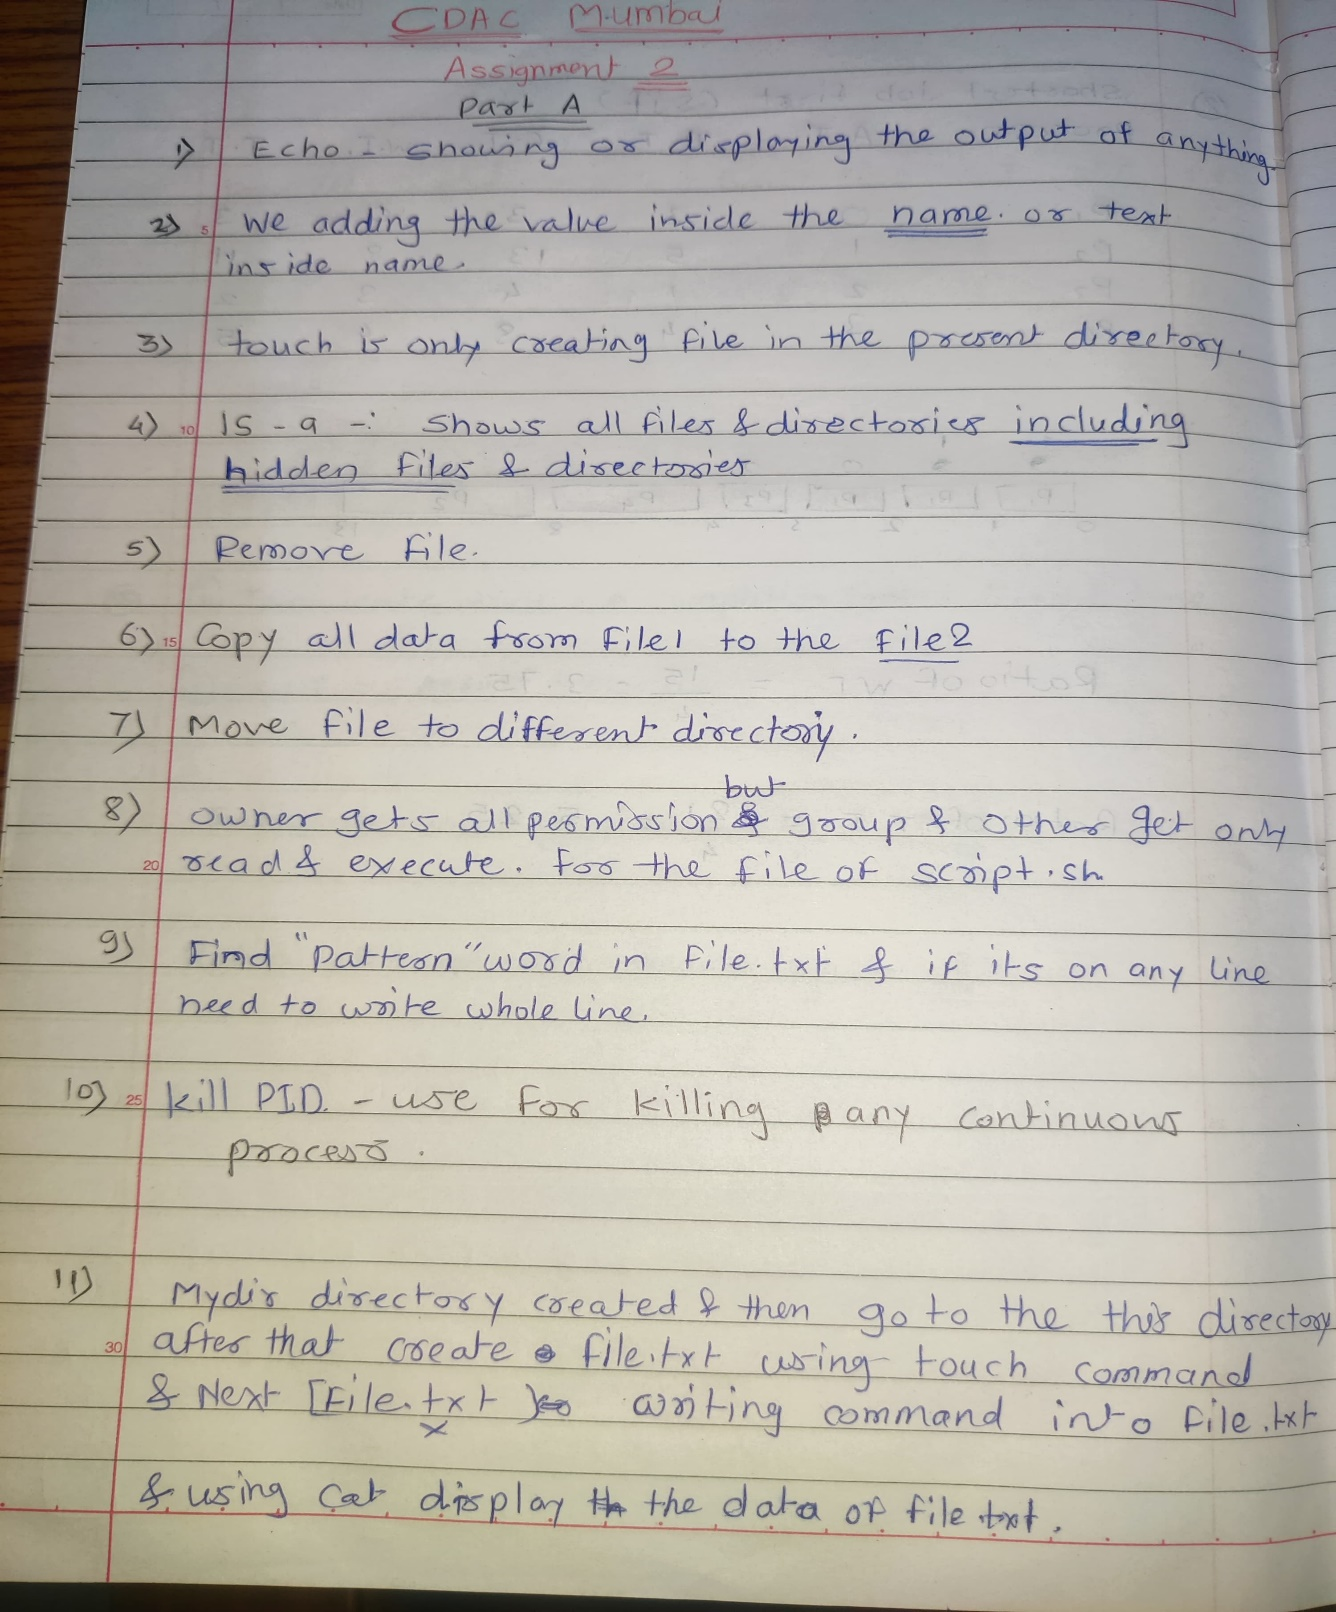 CDAC Mumbai
Assignment 2
Part A
1) Echo - showing or displaying the output of anything
2) 5 We adding the value inside the name. or text
inside name.
3) touch is only creating file in the present directory.
4) 10 ls - a -: shows all files & directories including
hidden files & directories
5) Remove file.
6) 15 Copy all data from file1 to the file2
7) Move file to different directory.
but
8) owner gets all permission & group & other get only
20 read & execute. for the file of script.sh
9) Find "pattern" word in file.txt & if its on any line
need to write whole line.
10) 25 kill PID. - use for killing any continuous
process.
11) Mydir directory created & then go to the this directory
30 after that create file.txt using touch command
& Next [File.txt] writing command into file.txt
x
& using cat display the data of file txt.